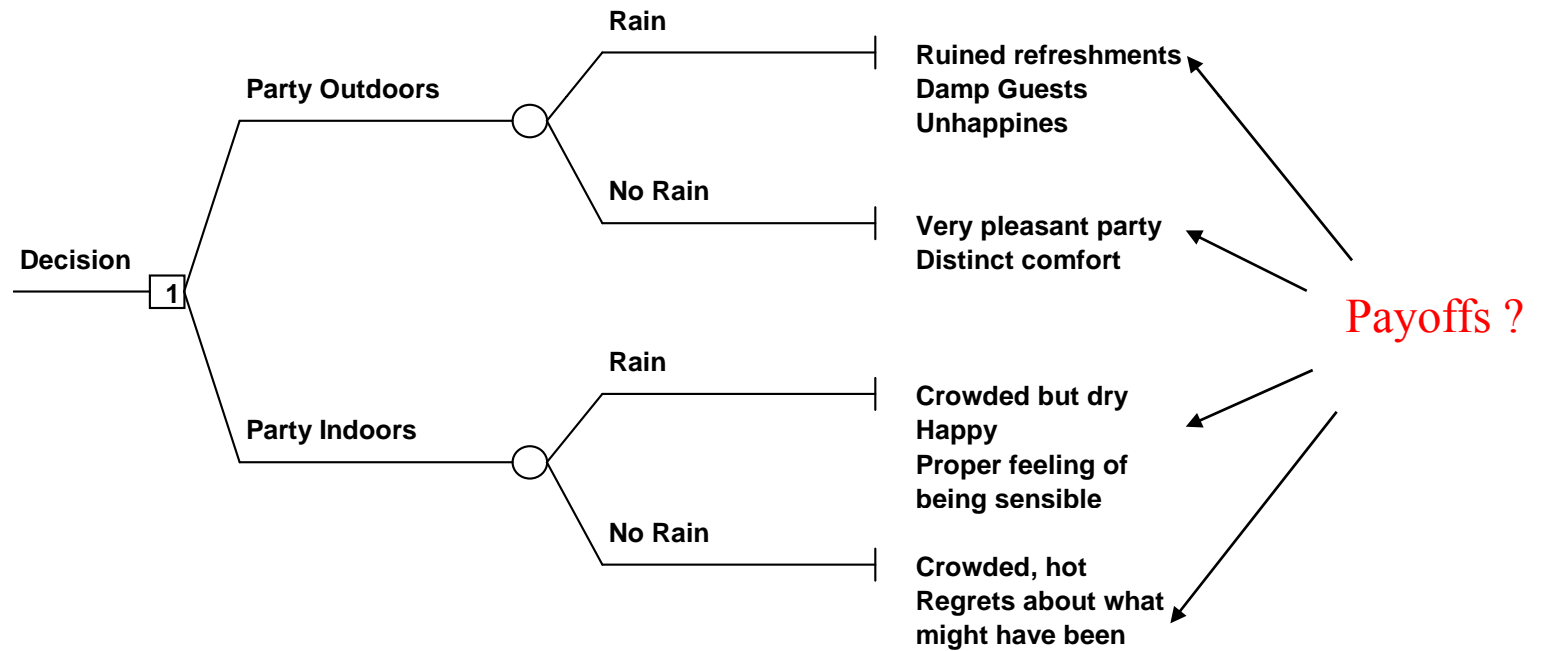 Rain
Ruined refreshments
Damp Guests
Unhappines
Party Outdoors
No Rain
Very pleasant party
Distinct comfort
Decision
1
Payoffs ?
Rain
Crowded but dry
Happy
Proper feeling of
being sensible
Party Indoors
No Rain
Crowded, hot
Regrets about what
might have been